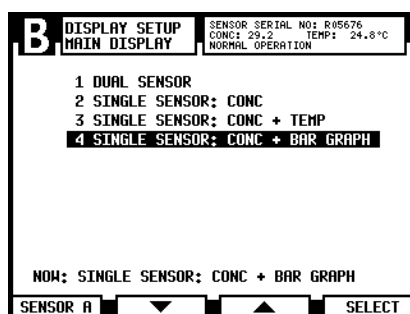 B
DISPLAY SETUP
MAIN DISPLAY
SENSOR SERIAL NO: R05676
CONC: 29.2 TEMP: 24.8°C
NORMAL OPERATION
1 DUAL SENSOR
2 SINGLE SENSOR: CONC
3 SINGLE SENSOR: CONC + TEMP
4 SINGLE SENSOR: CONC + BAR GRAPH
NOW: SINGLE SENSOR: CONC + BAR GRAPH
SENSOR A SELECT